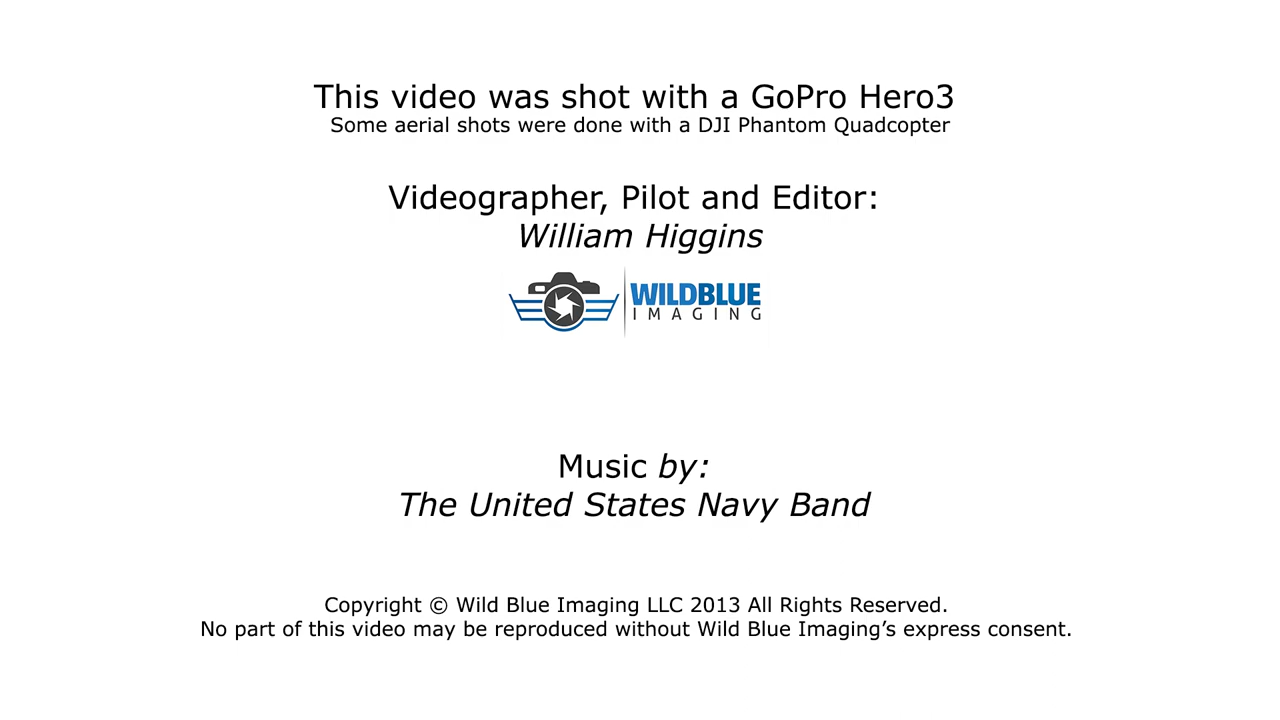 This video was shot with a GoPro Hero3
Some aerial shots were done with a DJI Phantom Quadcopter
Videographer, Pilot and Editor:
William Higgins
WILDBLUE
IMAGING
Music by:
The United States Navy Band
Copyright © Wild Blue Imaging LLC 2013 All Rights Reserved.
No part of this video may be reproduced without Wild Blue Imaging’s express consent.